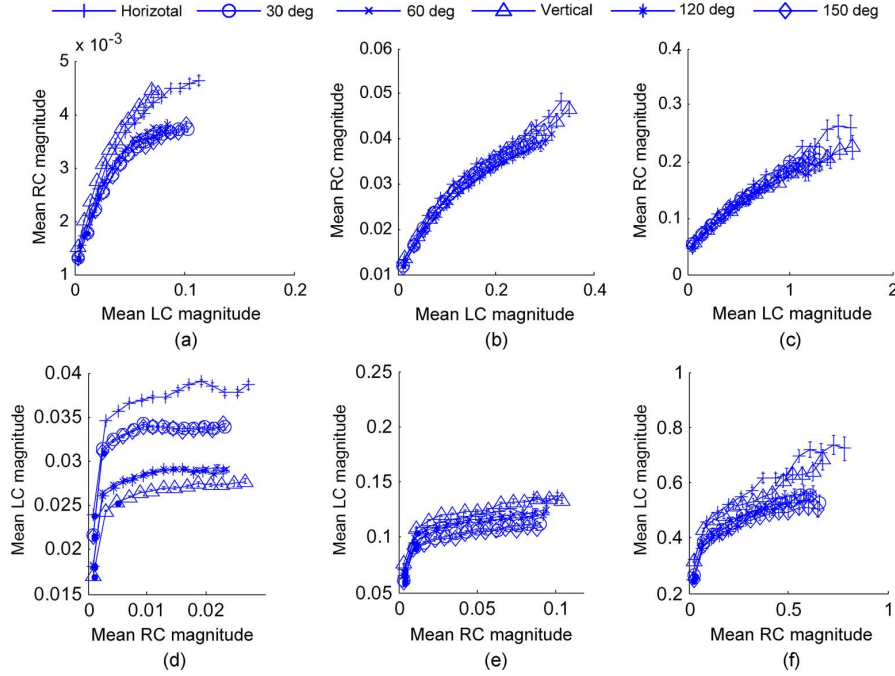 Horizotal 30 deg 60 deg Vertical 120 deg 150 deg
x 10-3
5
4
3
2
1
0 0.1 0.2
Mean RC magnitude
Mean LC magnitude
(a)
0.06
0.05
0.04
0.03
0.02
0.01
0 0.2 0.4
Mean RC magnitude
Mean LC magnitude
(b)
0.4
0.3
0.2
0.1
0
0 1 2
Mean RC magnitude
Mean LC magnitude
(c)
0.04
0.035
0.03
0.025
0.02
0.015
0 0.01 0.02
Mean LC magnitude
Mean RC magnitude
(d)
0.25
0.2
0.15
0.1
0.05
0 0.05 0.1
Mean LC magnitude
Mean RC magnitude
(e)
1
0.8
0.6
0.4
0.2
0 0.5 1
Mean LC magnitude
Mean RC magnitude
(f)